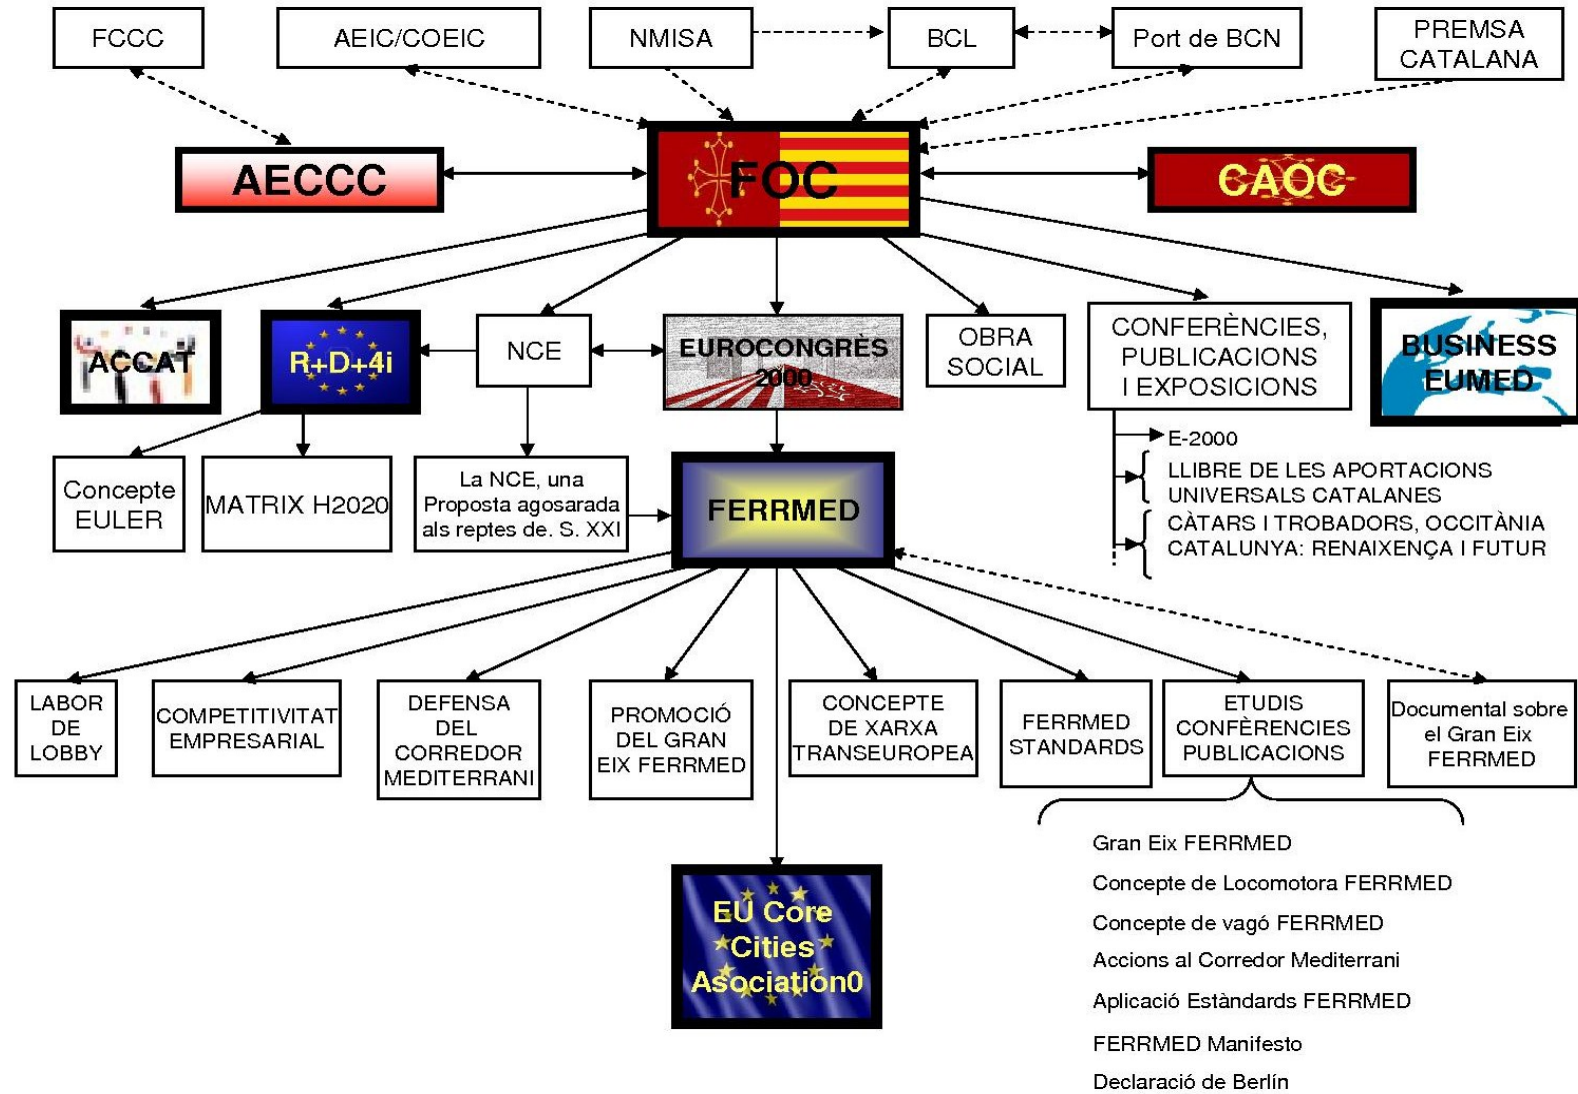 FCCC
AEIC/COEIC
NMISA
BCL
Port de BCN
PREMSA
CATALANA
AECCC
FOC
CAOC
ACCAT
R+D+4i
NCE
EUROCONGRÈS
2000
OBRA
SOCIAL
CONFERÈNCIES,
PUBLICACIONS
I EXPOSICIONS
BUSINESS
EUMED
E-2000
LLIBRE DE LES APORTACIONS
UNIVERSALS CATALANES
CÀTARS I TROBADORS, OCCITÀNIA
CATALUNYA: RENAIXENÇA I FUTUR
Concepte
EULER
MATRIX H2020
La NCE, una
Proposta agosarada
als reptes de. S. XXI
FERRMED
LABOR
DE
LOBBY
COMPETITIVITAT
EMPRESARIAL
DEFENSA
DEL
CORREDOR
MEDITERRANI
PROMOCIÓ
DEL GRAN
EIX FERRMED
CONCEPTE
DE XARXA
TRANSEUROPEA
FERRMED
STANDARDS
ETUDIS
CONFÈRENCIES
PUBLICACIONS
Documental sobre
el Gran Eix
FERRMED
EU Core
Cities
Asociation0
Gran Eix FERRMED
Concepte de Locomotora FERRMED
Concepte de vagó FERRMED
Accions al Corredor Mediterrani
Aplicació Estàndards FERRMED
FERRMED Manifesto
Declaració de Berlín